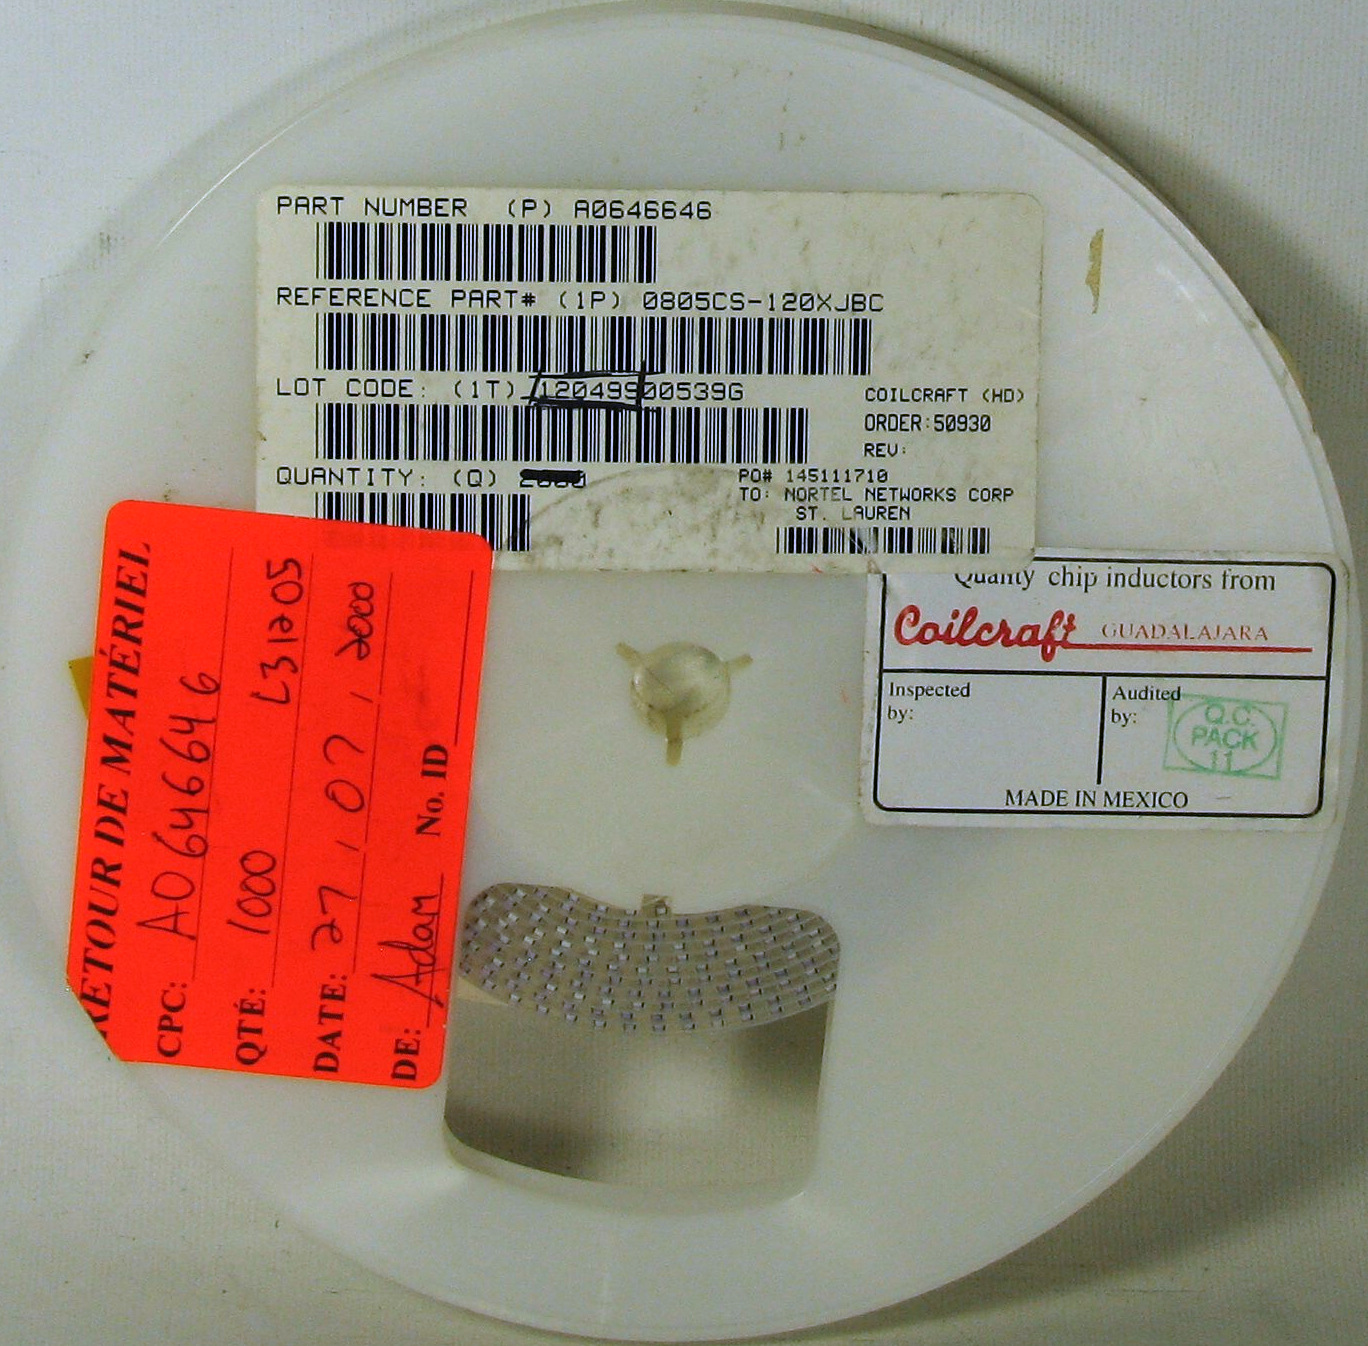 PART NUMBER (P) A0646646
REFERENCE PART# (1P) 0805CS-120XJBC
LOT CODE: (1T) 12049900539G
COILCRAFT (HD)
ORDER:50930
REV:
QUANTITY: (Q)
PO# 145111710
TO: NORTEL NETWORKS CORP
ST. LAUREN
Quality chip inductors from
Coilcraft GUADALAJARA
Inspected
by:
Audited
by:
Q.C.
PACK
11
MADE IN MEXICO
RETOUR DE MATÉRIEL
CPC: A0646646
QTÉ: 1000 L31205
DATE: 27, 07, 2000
DE: Adam No. ID